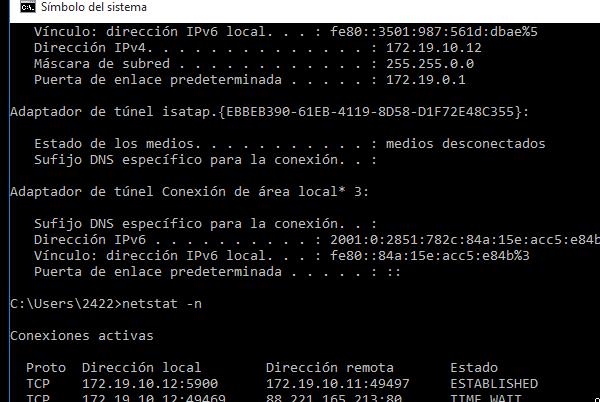 Símbolo del sistema
Vínculo: dirección IPv6 local. . . : fe80::3501:987:561d:dbae%5
Dirección IPv4. . . . . . . . . . . . . . : 172.19.10.12
Máscara de subred . . . . . . . . . . . . : 255.255.0.0
Puerta de enlace predeterminada . . . . . : 172.19.0.1
Adaptador de túnel isatap.{EBBEB390-61EB-4119-8D58-D1F72E48C355}:
Estado de los medios. . . . . . . . . . . : medios desconectados
Sufijo DNS específico para la conexión. . :
Adaptador de túnel Conexión de área local* 3:
Sufijo DNS específico para la conexión. . :
Dirección IPv6 . . . . . . . . . . : 2001:0:2851:782c:84a:15e:acc5:e84b
Vínculo: dirección IPv6 local. . . : fe80::84a:15e:acc5:e84b%3
Puerta de enlace predeterminada . . . . . : ::
C:\Users\2422>netstat -n
Conexiones activas
Proto Dirección local Dirección remota Estado
TCP 172.19.10.12:5900 172.19.10.11:49497 ESTABLISHED
TCP 172.19.10.12:49469 88.221.165.213:80 TIME_WAIT